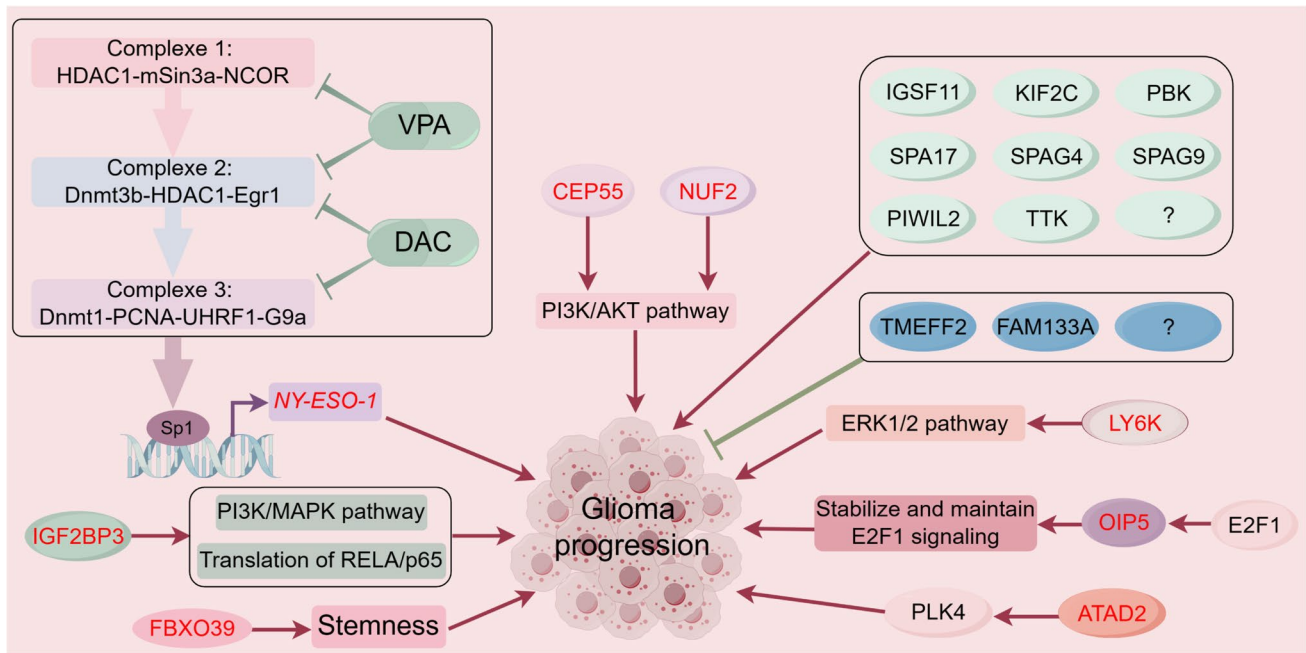 Complexe 1:
HDAC1-mSin3a-NCOR
VPA
Complexe 2:
Dnmt3b-HDAC1-Egr1
DAC
Complexe 3:
Dnmt1-PCNA-UHRF1-G9a
Sp1
NY-ESO-1
CEP55
NUF2
PI3K/AKT pathway
IGSF11
KIF2C
PBK
SPA17
SPAG4
SPAG9
PIWIL2
TTK
?
TMEFF2
FAM133A
?
ERK1/2 pathway
LY6K
IGF2BP3
PI3K/MAPK pathway
Translation of RELA/p65
Glioma
progression
Stabilize and maintain
E2F1 signaling
OIP5
E2F1
FBXO39
Stemness
PLK4
ATAD2